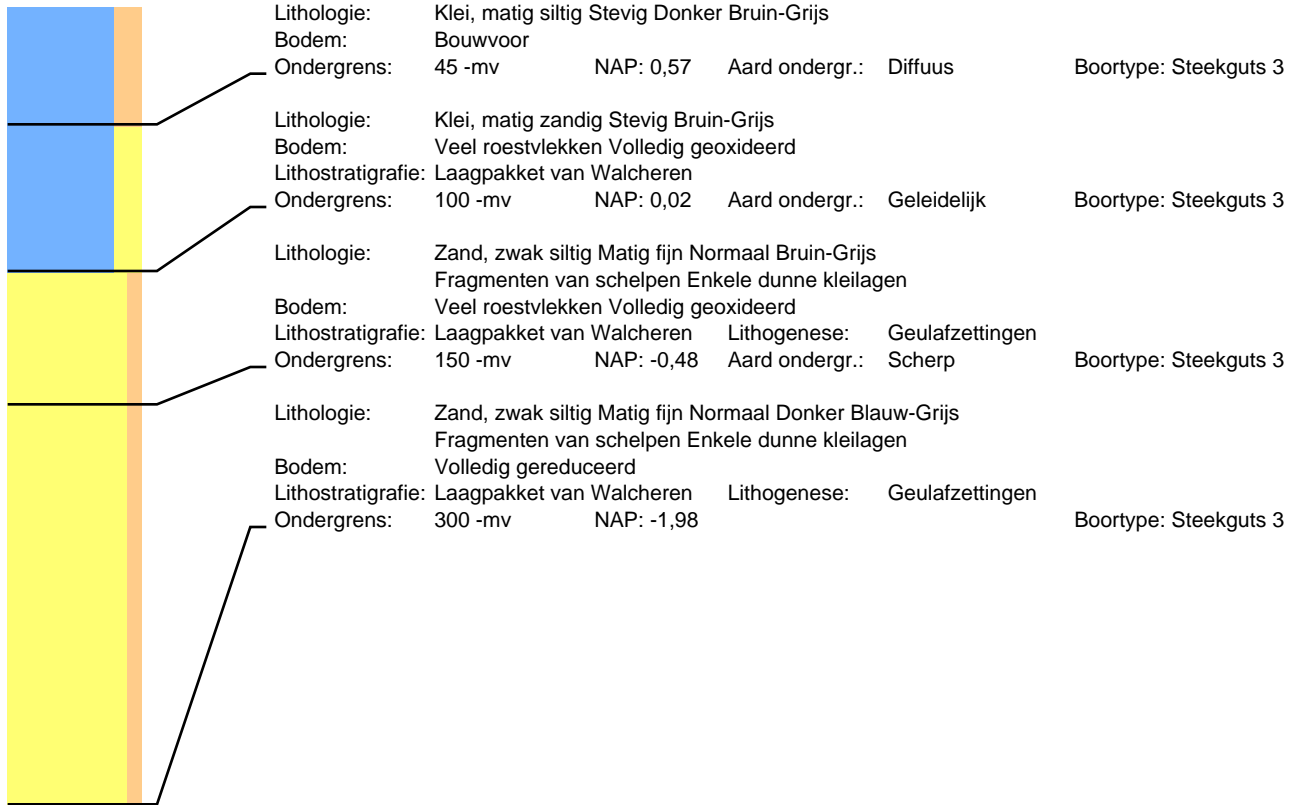 Lithologie: Klei, matig siltig Stevig Donker Bruin-Grijs
Bodem: Bouwvoor
Ondergrens: 45 -mv NAP: 0,57 Aard ondergr.: Diffuus Boortype: Steekguts 3
Lithologie: Klei, matig zandig Stevig Bruin-Grijs
Bodem: Veel roestvlekken Volledig geoxideerd
Lithostratigrafie: Laagpakket van Walcheren
Ondergrens: 100 -mv NAP: 0,02 Aard ondergr.: Geleidelijk Boortype: Steekguts 3
Lithologie: Zand, zwak siltig Matig fijn Normaal Bruin-Grijs
Fragmenten van schelpen Enkele dunne kleilagen
Bodem: Veel roestvlekken Volledig geoxideerd
Lithostratigrafie: Laagpakket van Walcheren Lithogenese: Geulafzettingen
Ondergrens: 150 -mv NAP: -0,48 Aard ondergr.: Scherp Boortype: Steekguts 3
Lithologie: Zand, zwak siltig Matig fijn Normaal Donker Blauw-Grijs
Fragmenten van schelpen Enkele dunne kleilagen
Bodem: Volledig gereduceerd
Lithostratigrafie: Laagpakket van Walcheren Lithogenese: Geulafzettingen
Ondergrens: 300 -mv NAP: -1,98 Boortype: Steekguts 3